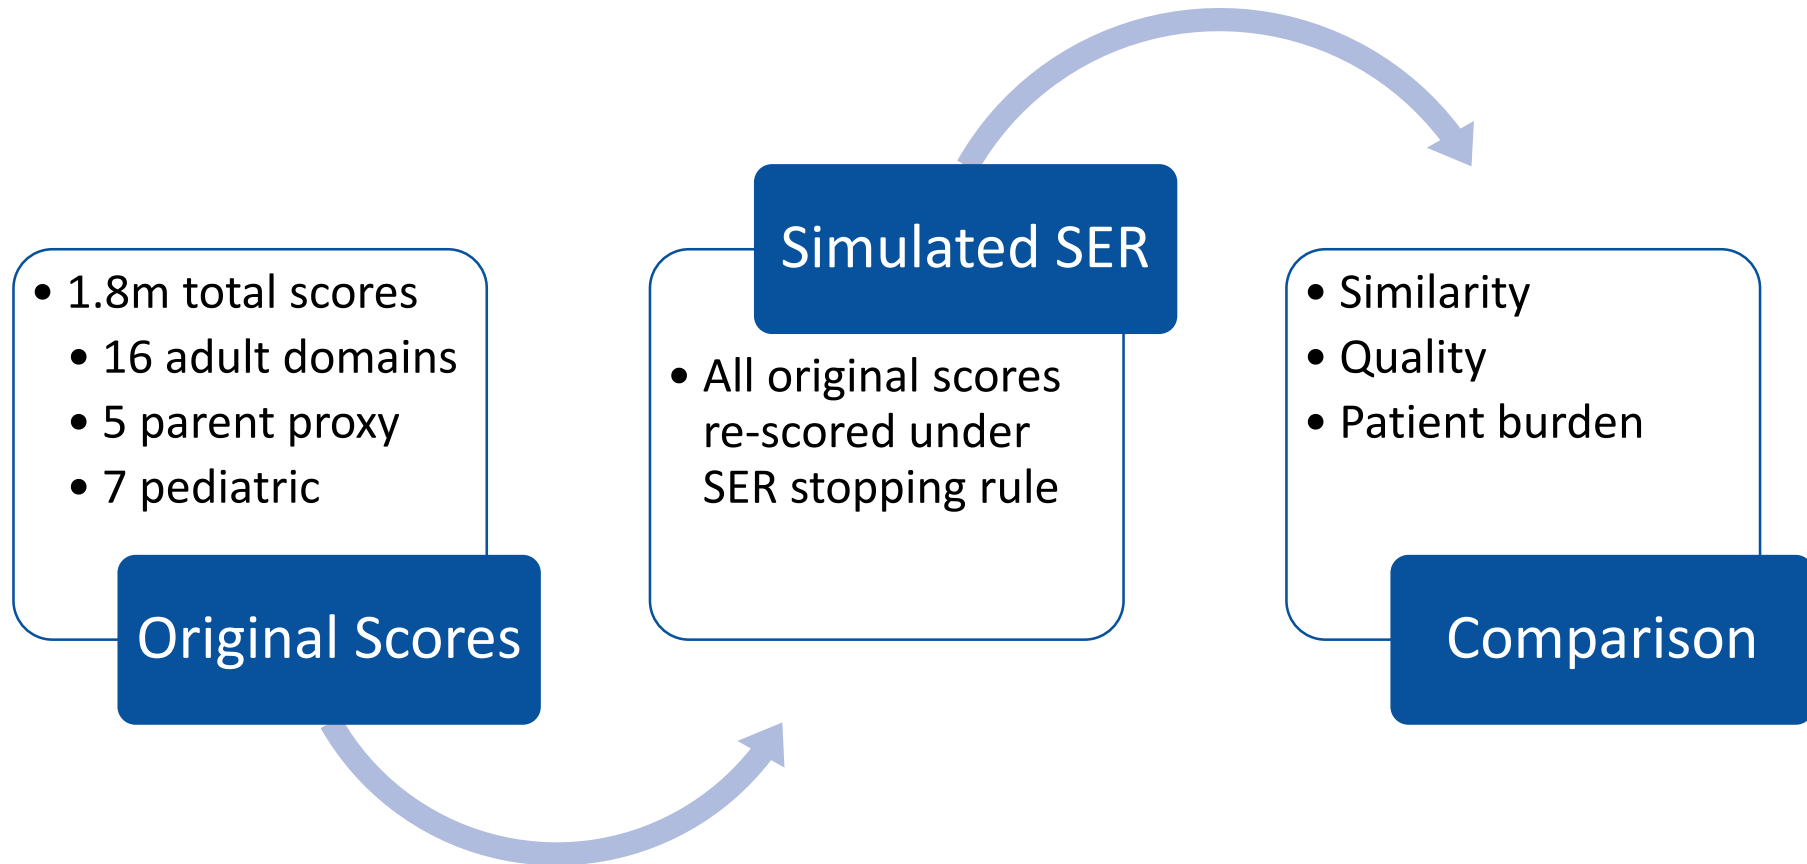 • 1.8m total scores
• 16 adult domains
• 5 parent proxy
• 7 pediatric
Original Scores
Simulated SER
• All original scores
re-scored under
SER stopping rule
• Similarity
• Quality
• Patient burden
Comparison